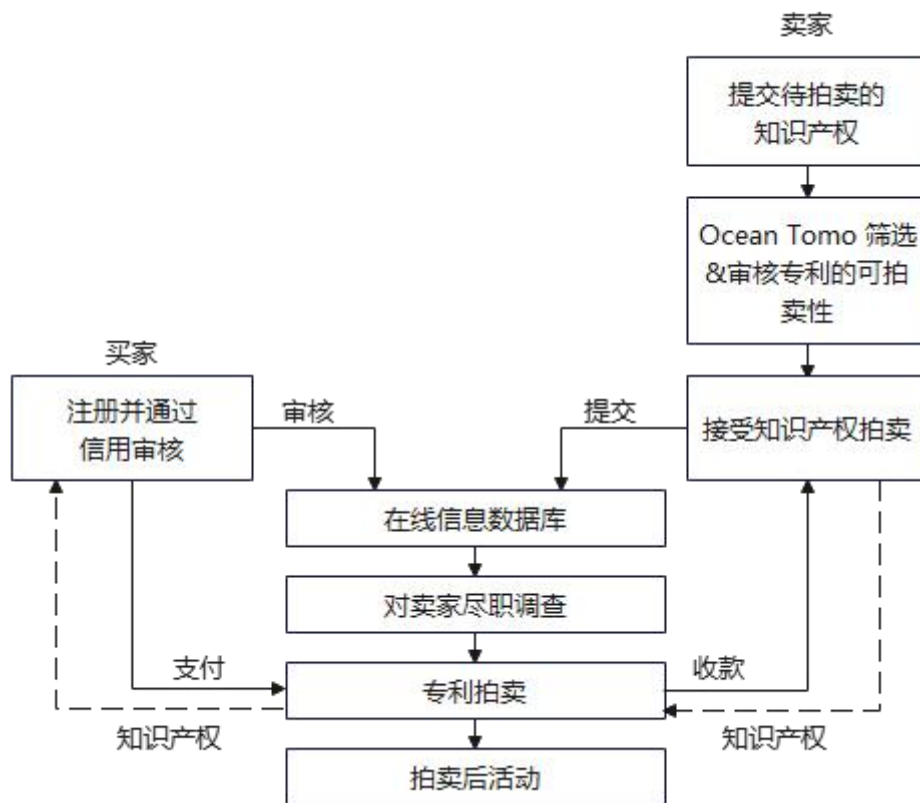 卖家
提交待拍卖的
知识产权
Ocean Tomo 筛选
&审核专利的可拍
卖性
买家
注册并通过
信用审核
审核
提交
接受知识产权拍卖
在线信息数据库
对卖家尽职调查
支付
专利拍卖
收款
知识产权
知识产权
拍卖后活动